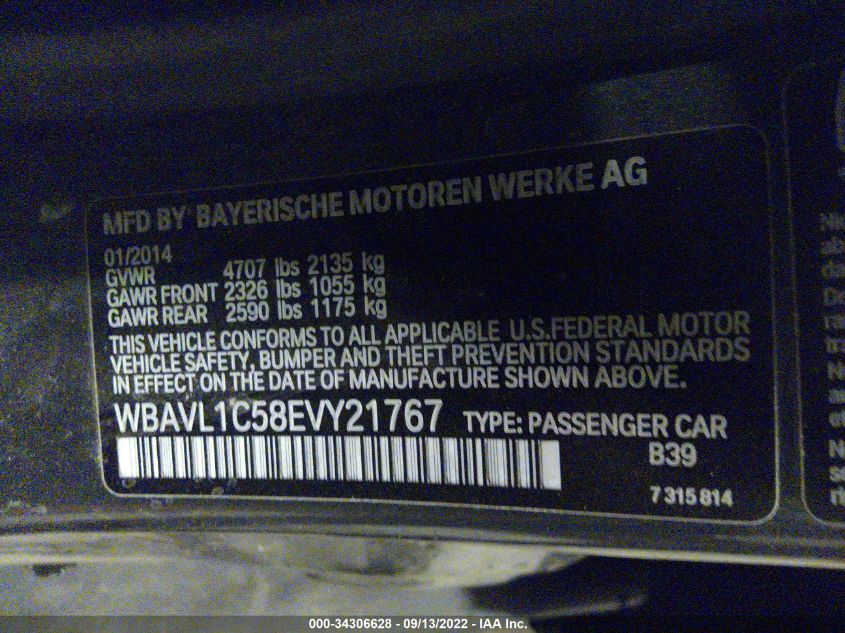 MFD BY BAYERISCHE MOTOREN WERKE AG
01/2014
GVWR 4707 lbs 2135 kg
GAWR FRONT 2326 lbs 1055 kg
GAWR REAR 2590 lbs 1175 kg
THIS VEHICLE CONFORMS TO ALL APPLICABLE U.S.FEDERAL MOTOR
VEHICLE SAFETY, BUMPER AND THEFT PREVENTION STANDARDS
IN EFFECT ON THE DATE OF MANUFACTURE SHOWN ABOVE.
WBAVL1C58EVY21767 TYPE: PASSENGER CAR
B39
7 315 814
000-34306628 - 09/13/2022 - IAA Inc.